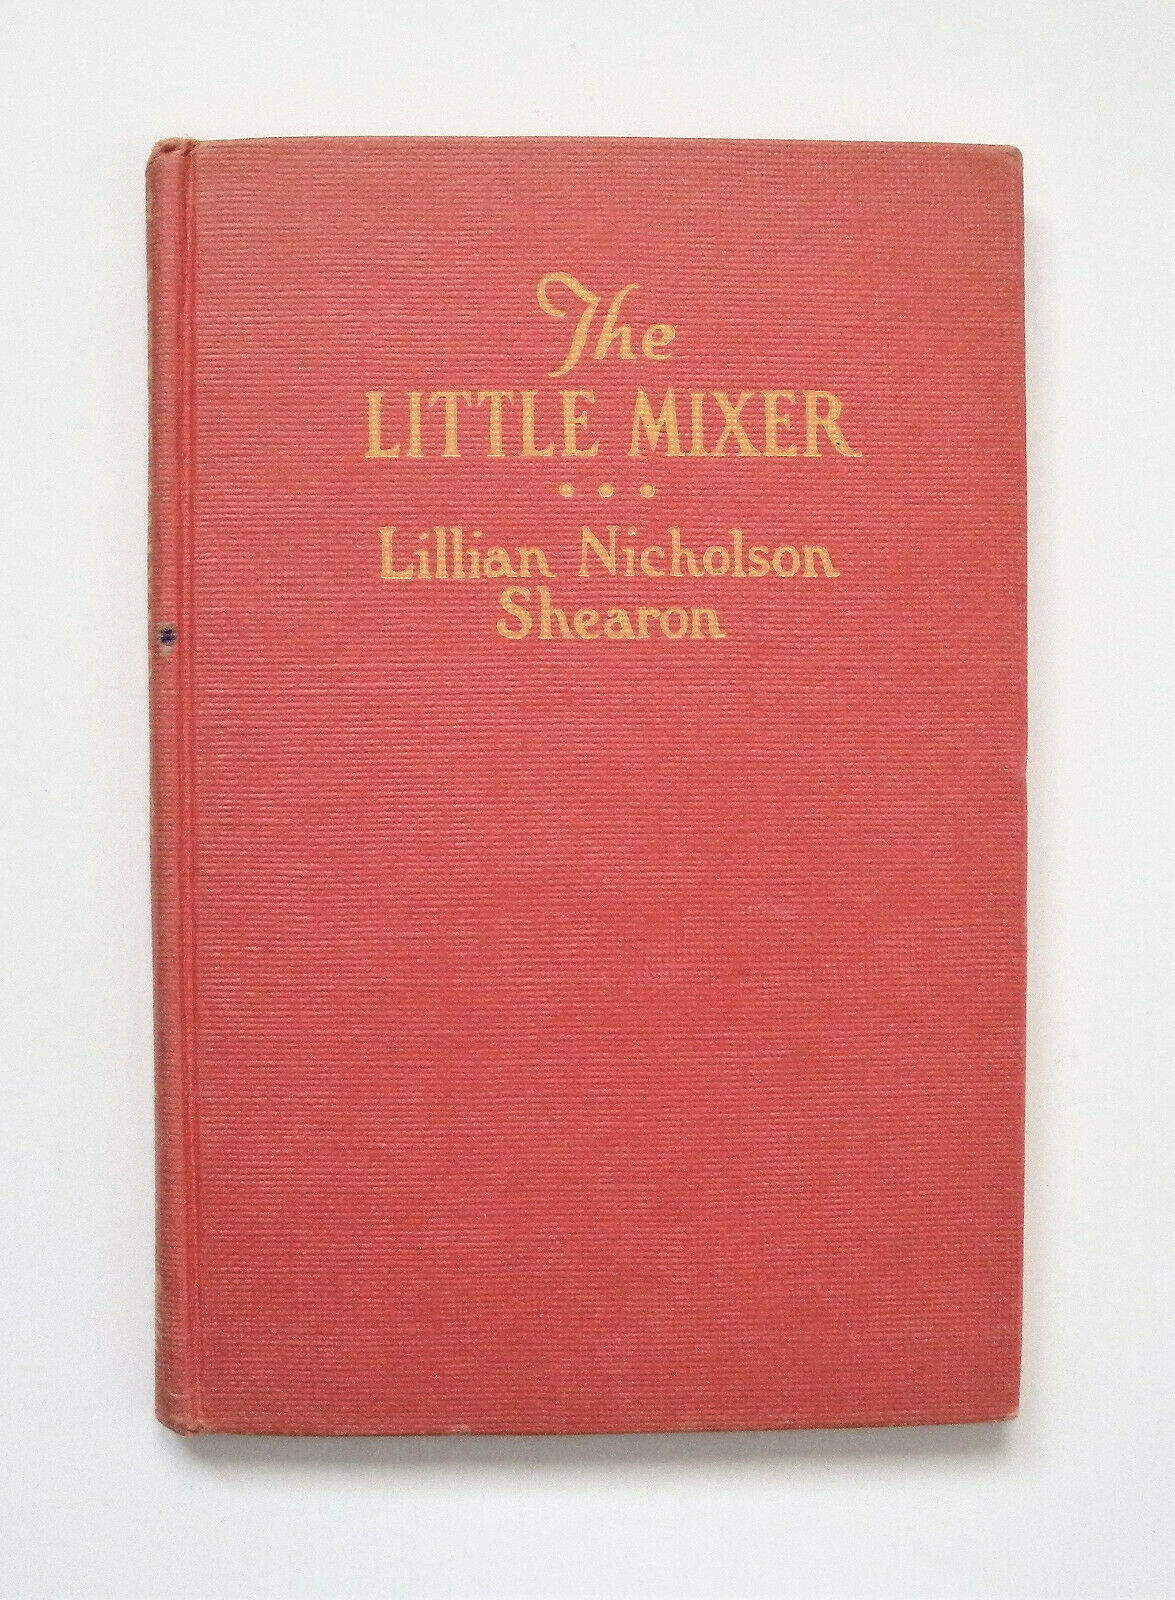 The
LITTLE MIXER
• • •
Lillian Nicholson
Shearon